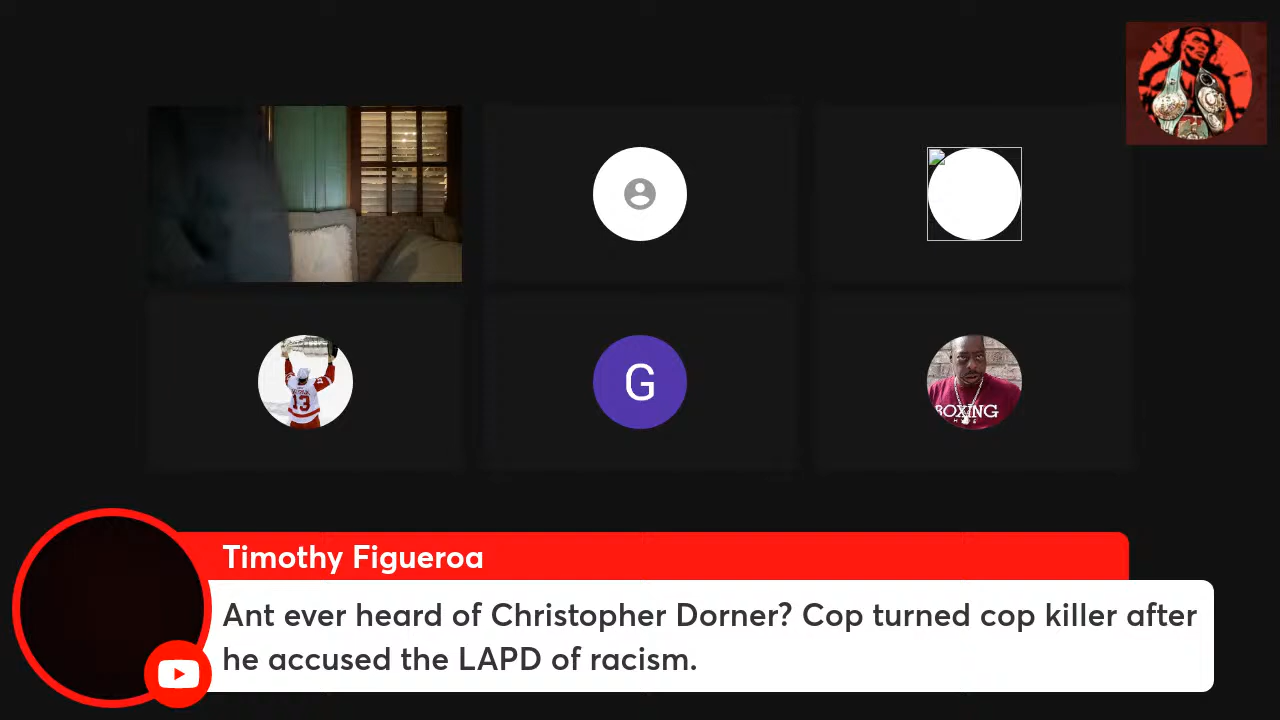 13
G
BOXING
Timothy Figueroa
Ant ever heard of Christopher Dorner? Cop turned cop killer after
he accused the LAPD of racism.